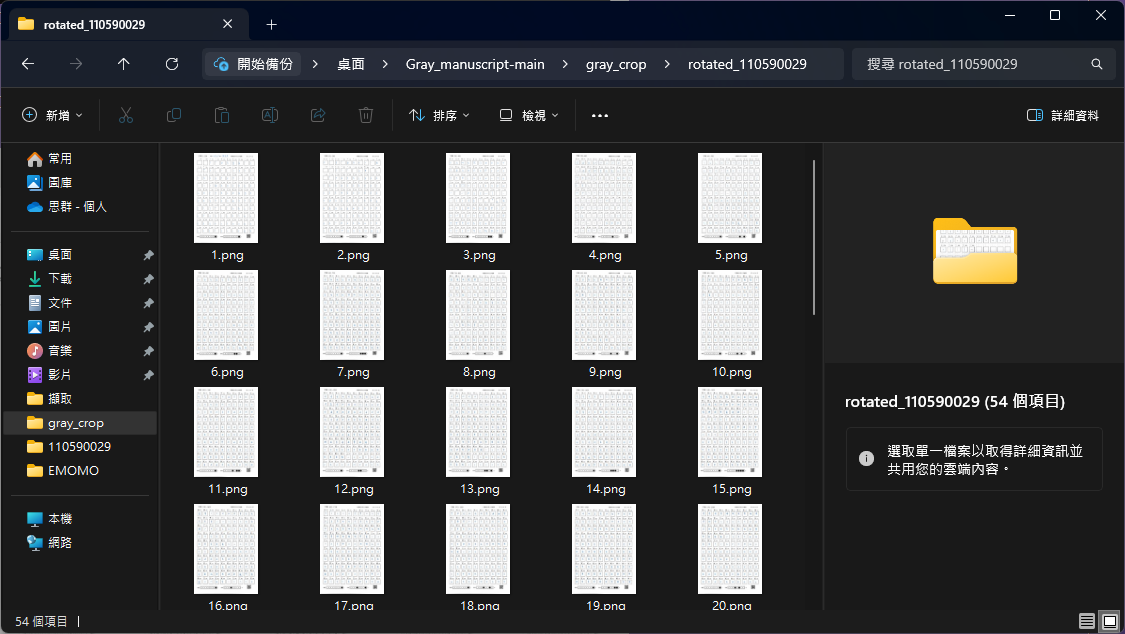 rotated_110590029
開始備份 桌面 Gray_manuscript-main gray_crop rotated_110590029
搜尋 rotated_110590029
新增 排序 檢視 詳細資料
常用
圖庫
思群 - 個人
桌面
下載
文件
圖片
音樂
影片
擷取
gray_crop
110590029
EMOMO
本機
網路
1.png 2.png 3.png 4.png 5.png
6.png 7.png 8.png 9.png 10.png
11.png 12.png 13.png 14.png 15.png
16.png 17.png 18.png 19.png 20.png
rotated_110590029 (54 個項目)
選取單一檔案以取得詳細資訊並
共用您的雲端內容。
54 個項目